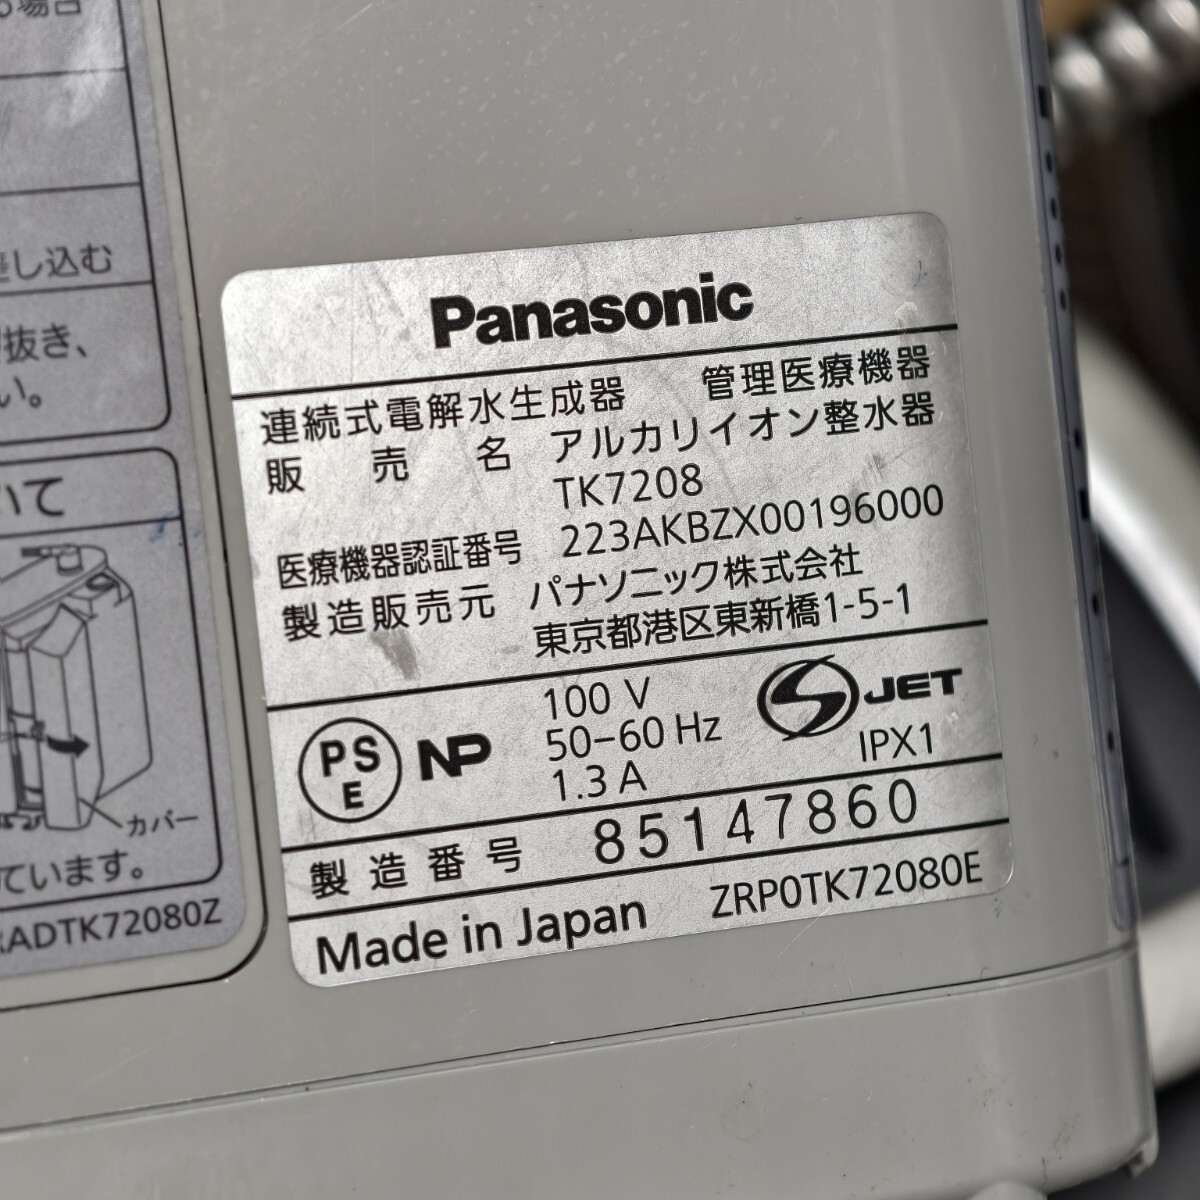 場合
し込む
抜き、
い。
いて
カバー
ています。
RADTK72080Z
Panasonic
連続式電解水生成器 管理医療機器
販売名 アルカリイオン整水器
TK7208
医療機器認証番号 223AKBZX00196000
製造販売元 パナソニック株式会社
東京都港区東新橋1-5-1
PSE NP 100 V
50-60 Hz
1.3 A
S JET
IPX1
製造番号 85147860
Made in Japan ZRP0TK72080E